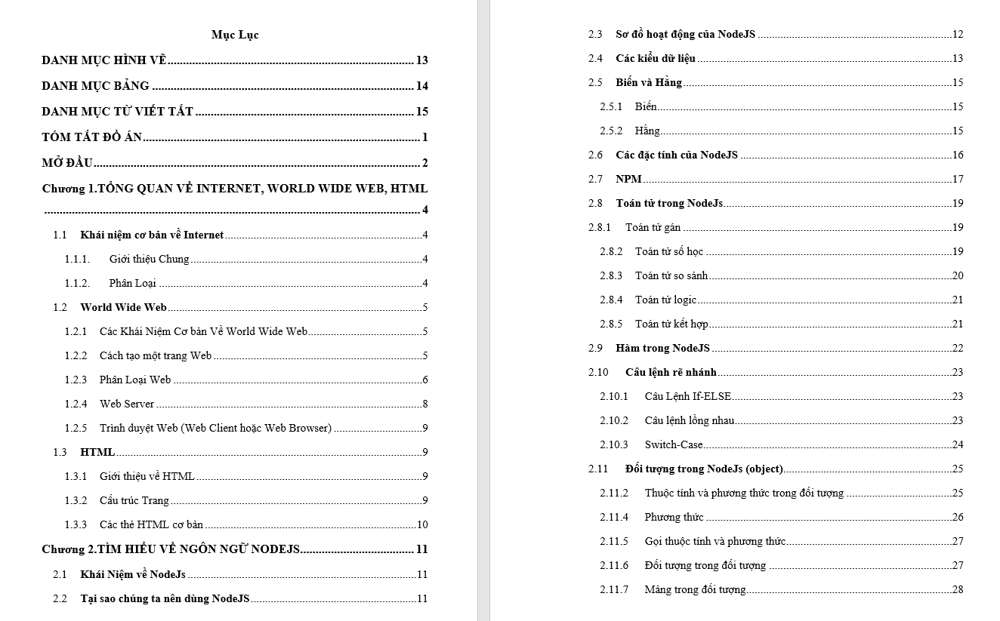 Mục Lục
DANH MỤC HÌNH VẼ.......... 13
DANH MỤC BẢNG .......... 14
DANH MỤC TỪ VIẾT TẮT .......... 15
TÓM TẮT ĐỒ ÁN.......... 1
MỞ ĐẦU.......... 2
Chương 1.TỔNG QUAN VỀ INTERNET, WORLD WIDE WEB, HTML
.......... 4
1.1 Khái niệm cơ bản về Internet..........4
1.1.1. Giới thiệu Chung..........4
1.1.2. Phân Loại ..........4
1.2 World Wide Web..........5
1.2.1 Các Khái Niệm Cơ bản Về World Wide Web..........5
1.2.2 Cách tạo một trang Web ..........5
1.2.3 Phân Loại Web ..........6
1.2.4 Web Server ..........8
1.2.5 Trình duyệt Web (Web Client hoặc Web Browser) ..........9
1.3 HTML..........9
1.3.1 Giới thiệu về HTML..........9
1.3.2 Cấu trúc Trang..........9
1.3.3 Các thẻ HTML cơ bản ..........10
Chương 2.TÌM HIỂU VỀ NGÔN NGỮ NODEJS.......... 11
2.1 Khái Niệm về NodeJs ..........11
2.2 Tại sao chúng ta nên dùng NodeJS..........11
2.3 Sơ đồ hoạt động của NodeJS ..........12
2.4 Các kiểu dữ liệu ..........13
2.5 Biến và Hằng..........15
2.5.1 Biến..........15
2.5.2 Hằng..........15
2.6 Các đặc tính của NodeJS ..........16
2.7 NPM..........17
2.8 Toán tử trong NodeJs..........19
2.8.1 Toán tử gán ..........19
2.8.2 Toán tử số học ..........19
2.8.3 Toán tử so sánh..........20
2.8.4 Toán tử logic..........21
2.8.5 Toán tử kết hợp..........21
2.9 Hàm trong NodeJS ..........22
2.10 Câu lệnh rẽ nhánh..........23
2.10.1 Câu Lệnh If-ELSE..........23
2.10.2 Câu lệnh lồng nhau..........23
2.10.3 Switch-Case..........24
2.11 Đối tượng trong NodeJs (object)..........25
2.11.2 Thuộc tính và phương thức trong đối tượng ..........25
2.11.4 Phương thức ..........26
2.11.5 Gọi thuộc tính và phương thức..........27
2.11.6 Đối tượng trong đối tượng ..........27
2.11.7 Mảng trong đối tượng..........28